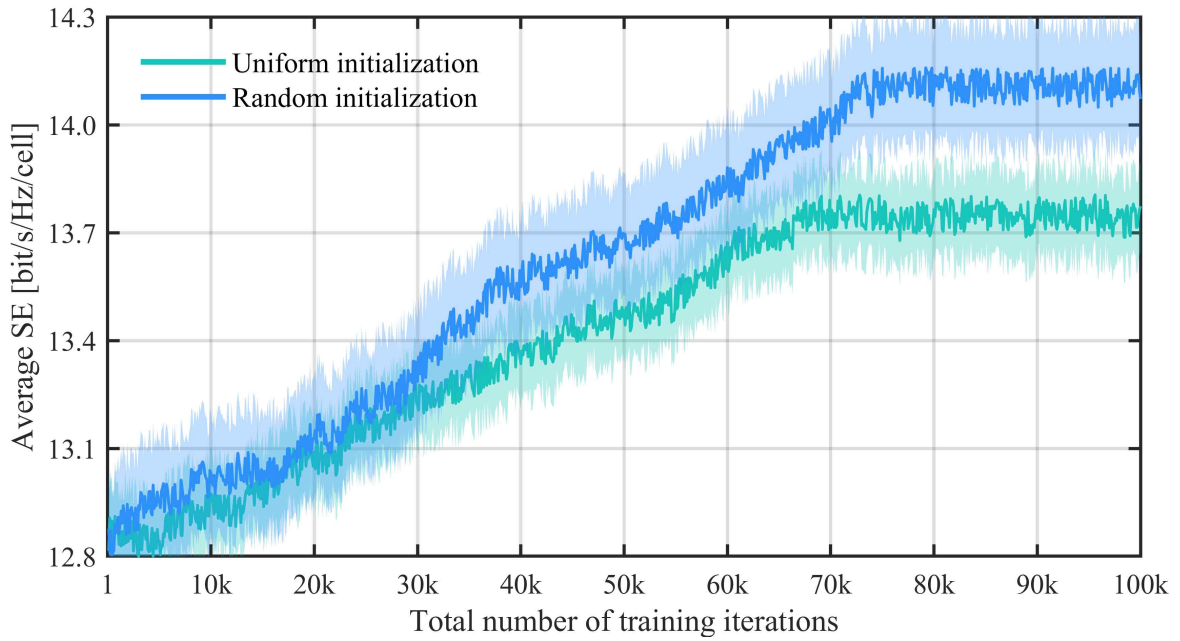 Average SE [bit/s/Hz/cell]
14.3
14.0
13.7
13.4
13.1
12.8
Uniform initialization
Random initialization
1 10k 20k 30k 40k 50k 60k 70k 80k 90k 100k
Total number of training iterations